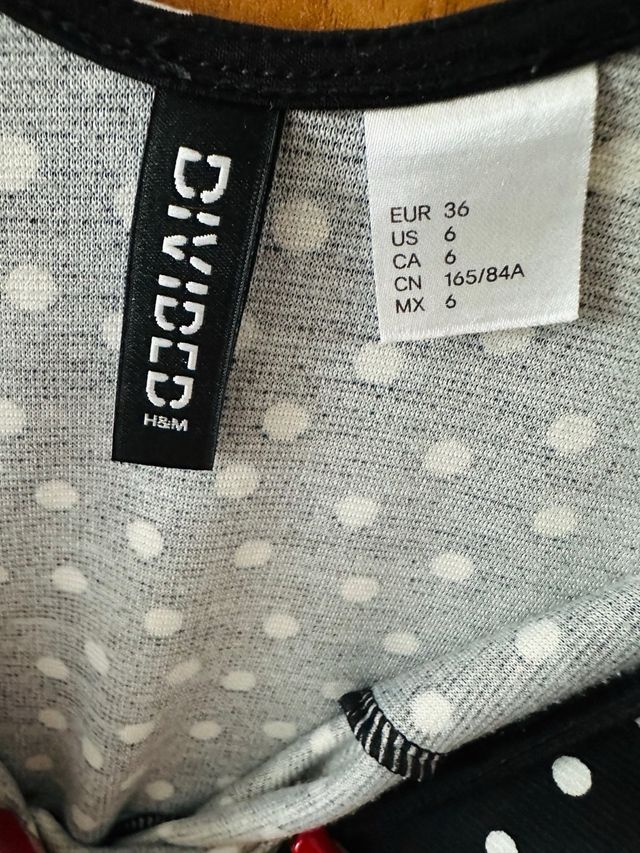 DIVIDED
H&M
EUR 36
US 6
CA 6
CN 165/84A
MX 6